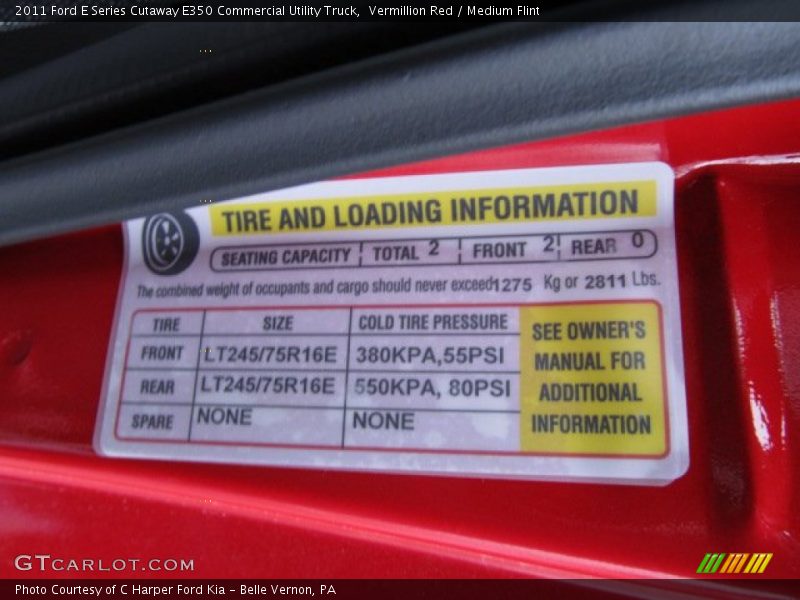 2011 Ford E Series Cutaway E350 Commercial Utility Truck,  Vermillion Red / Medium Flint
TIRE AND LOADING INFORMATION
SEATING CAPACITY TOTAL 2 FRONT 2 REAR 0
The combined weight of occupants and cargo should never exceed 1275 Kg or 2811 Lbs.
TIRE SIZE COLD TIRE PRESSURE
FRONT LT245/75R16E 380KPA,55PSI
REAR LT245/75R16E 550KPA, 80PSI
SPARE NONE NONE
SEE OWNER'S
MANUAL FOR
ADDITIONAL
INFORMATION
GTCARLOT.COM
Photo Courtesy of C Harper Ford Kia – Belle Vernon, PA